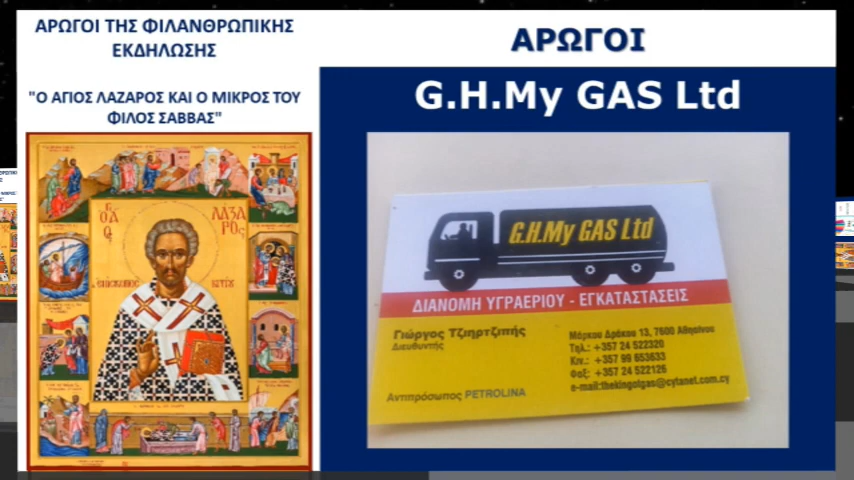 ΑΡΩΓΟΙ ΤΗΣ ΦΙΛΑΝΘΡΩΠΙΚΗΣ
ΕΚΔΗΛΩΣΗΣ
"Ο ΑΓΙΟΣ ΛΑΖΑΡΟΣ ΚΑΙ Ο ΜΙΚΡΟΣ ΤΟΥ
ΦΙΛΟΣ ΣΑΒΒΑΣ"
ΑΡΩΓΟΙ
G.H.My GAS Ltd
G.H.My GAS Ltd
ΔΙΑΝΟΜΗ ΥΓΡΑΕΡΙΟΥ - ΕΓΚΑΤΑΣΤΑΣΕΙΣ
Γιώργος Τζιηρτζιπής
Διευθυντής
Αντιπρόσωπος PETROLINA
Μάρκου Δράκου 13, 7600 Αθηαίνου
Τηλ.: +357 24 522320
Κιν.: +357 99 653633
Φαξ: +357 24 522126
e-mail:thekingofgas@cytanet.com.cy